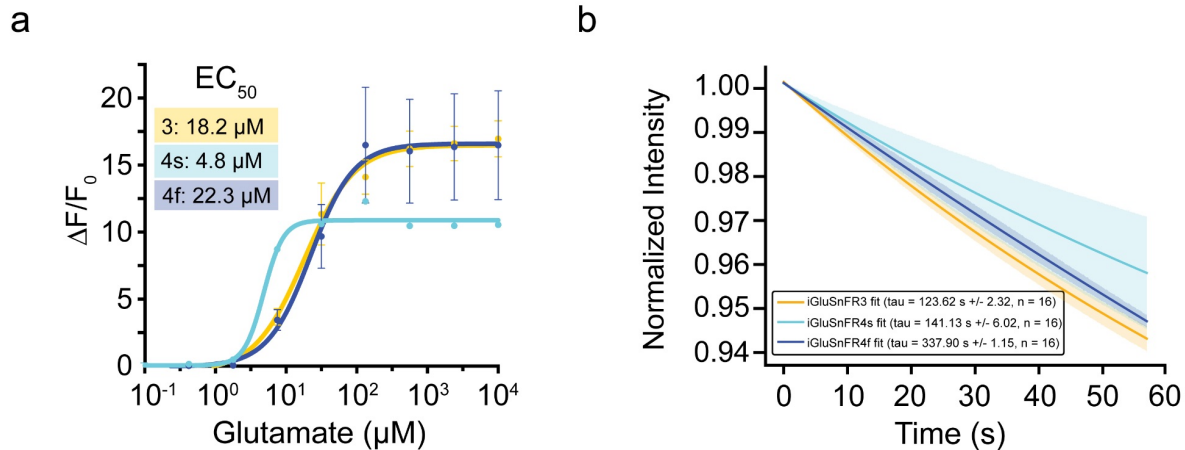 a
b
EC₅₀
3: 18.2 µM
4s: 4.8 µM
4f: 22.3 µM
ΔF/F₀
20
15
10
5
0
10⁻¹ 10⁰ 10¹ 10² 10³ 10⁴
Glutamate (µM)
Normalized Intensity
1.00
0.99
0.98
0.97
0.96
0.95
0.94
iGluSnFR3 fit (tau = 123.62 s +/- 2.32, n = 16)
iGluSnFR4s fit (tau = 141.13 s +/- 6.02, n = 16)
iGluSnFR4f fit (tau = 337.90 s +/- 1.15, n = 16)
0 10 20 30 40 50 60
Time (s)